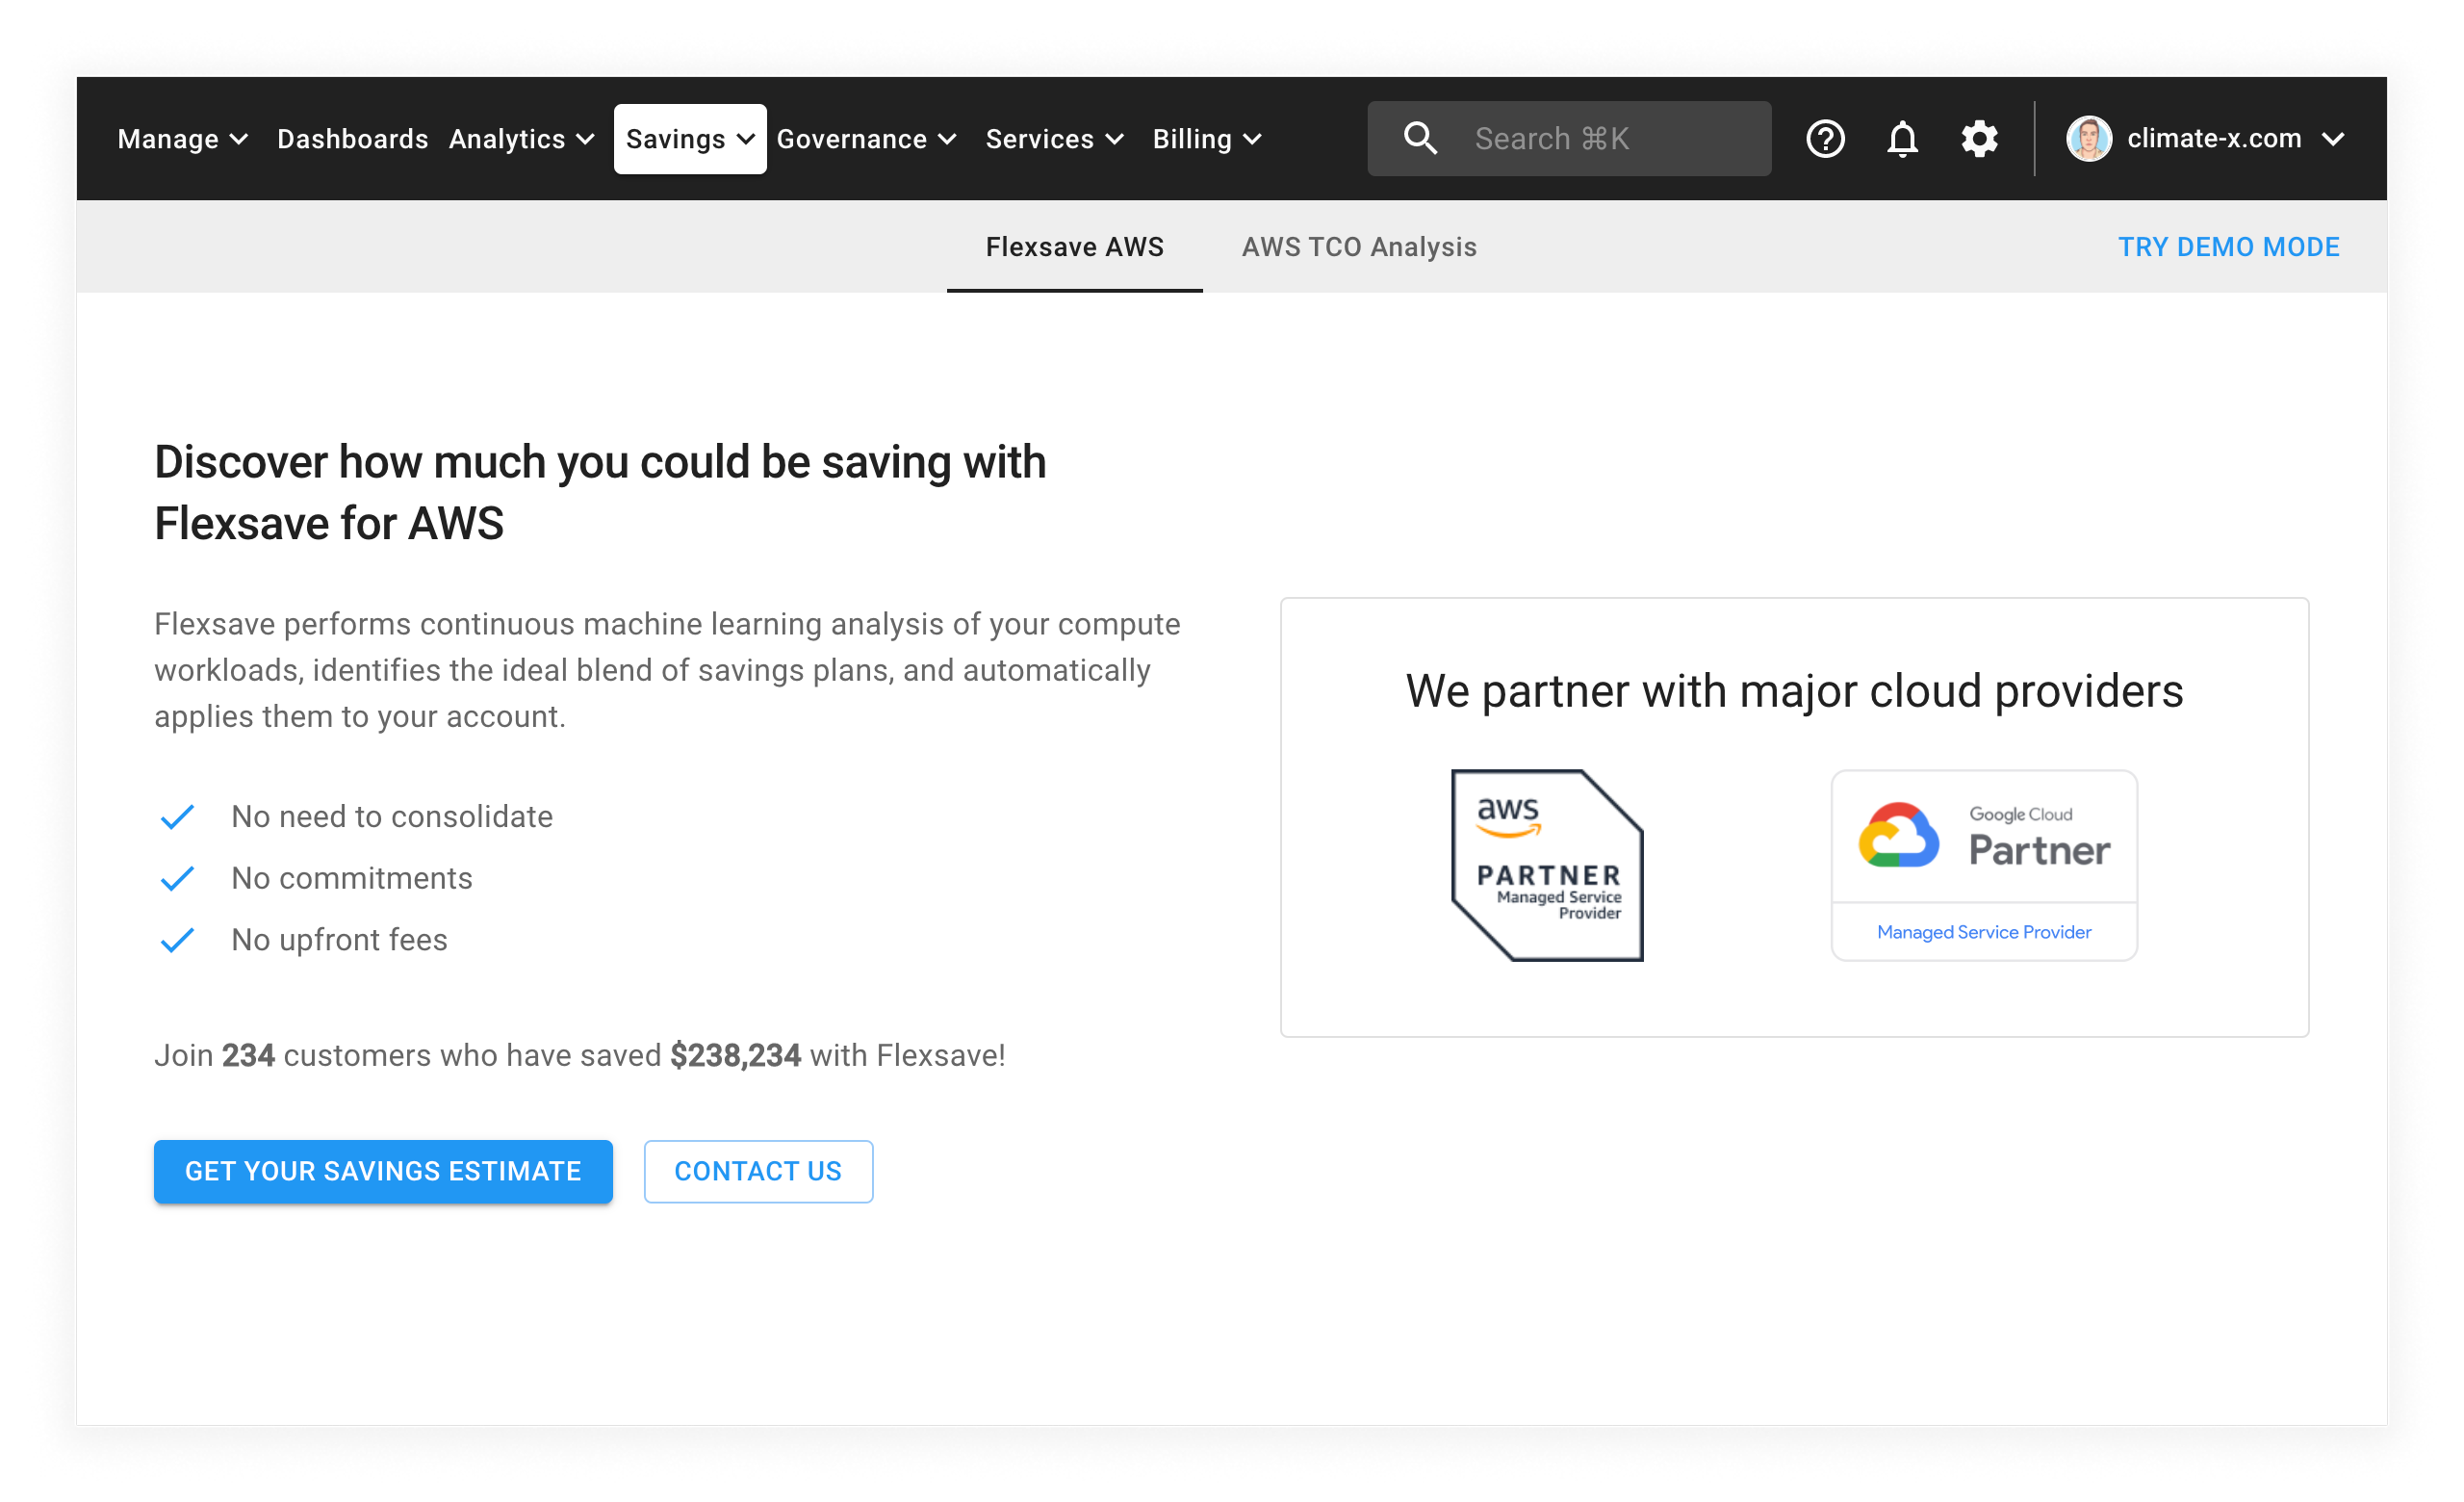 Manage Dashboards Analytics Savings Governance Services Billing Search ⌘K climate-x.com
Flexsave AWS AWS TCO Analysis TRY DEMO MODE
Discover how much you could be saving with
Flexsave for AWS
Flexsave performs continuous machine learning analysis of your compute
workloads, identifies the ideal blend of savings plans, and automatically
applies them to your account.
No need to consolidate
No commitments
No upfront fees
Join 234 customers who have saved $238,234 with Flexsave!
GET YOUR SAVINGS ESTIMATE CONTACT US
We partner with major cloud providers
aws
PARTNER
Managed Service
Provider
Google Cloud
Partner
Managed Service Provider